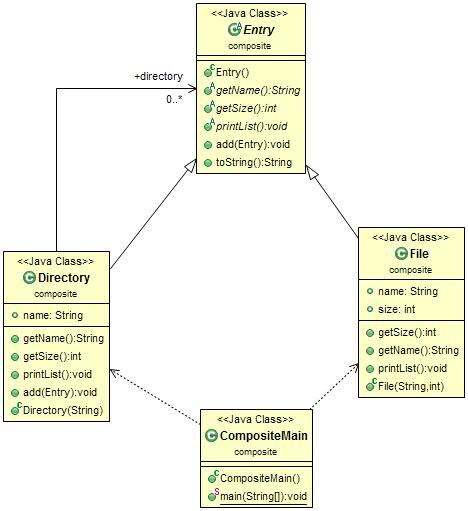 <<Java Class>>
Entry
composite
Entry()
getName():String
getSize():int
printList():void
add(Entry):void
toString():String
+directory
0..*
<<Java Class>>
Directory
composite
name: String
getName():String
getSize():int
printList():void
add(Entry):void
Directory(String)
<<Java Class>>
File
composite
name: String
size: int
getSize():int
getName():String
printList():void
File(String,int)
<<Java Class>>
CompositeMain
composite
CompositeMain()
main(String[]):void